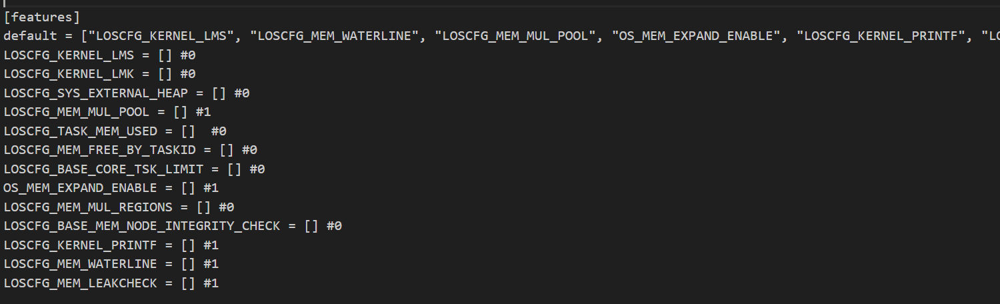 [features]
default = ["LOSCFG_KERNEL_LMS", "LOSCFG_MEM_WATERLINE", "LOSCFG_MEM_MUL_POOL", "OS_MEM_EXPAND_ENABLE", "LOSCFG_KERNEL_PRINTF", "LO
LOSCFG_KERNEL_LMS = [] #0
LOSCFG_KERNEL_LMK = [] #0
LOSCFG_SYS_EXTERNAL_HEAP = [] #0
LOSCFG_MEM_MUL_POOL = [] #1
LOSCFG_TASK_MEM_USED = []  #0
LOSCFG_MEM_FREE_BY_TASKID = [] #0
LOSCFG_BASE_CORE_TSK_LIMIT = [] #0
OS_MEM_EXPAND_ENABLE = [] #1
LOSCFG_MEM_MUL_REGIONS = [] #0
LOSCFG_BASE_MEM_NODE_INTEGRITY_CHECK = [] #0
LOSCFG_KERNEL_PRINTF = [] #1
LOSCFG_MEM_WATERLINE = [] #1
LOSCFG_MEM_LEAKCHECK = [] #1